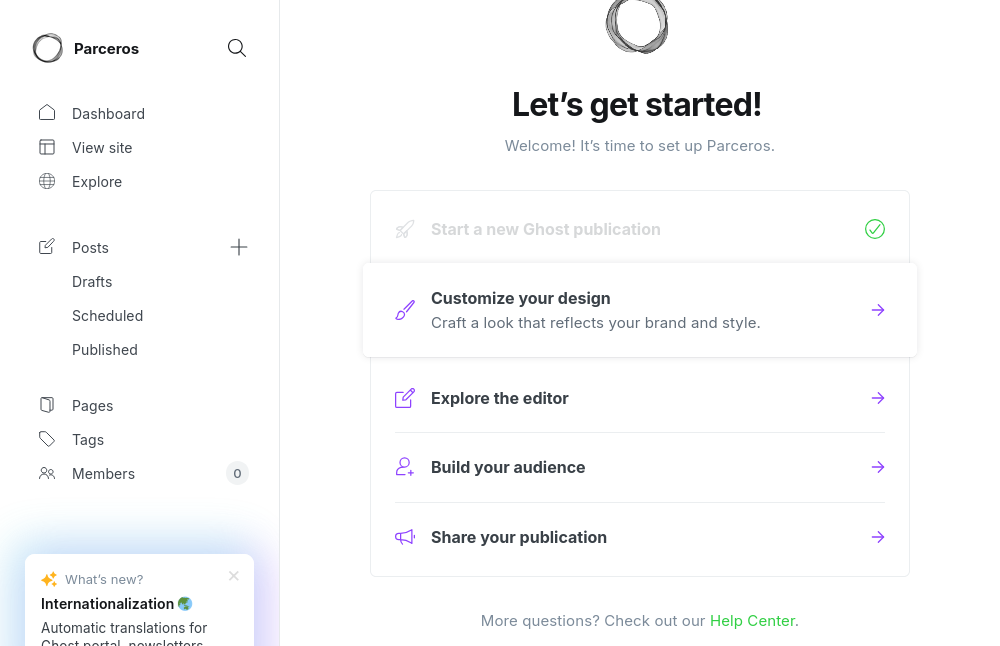 Parceros
Dashboard
View site
Explore
Posts
Drafts
Scheduled
Published
Pages
Tags
Members 0
What's new?
Internationalization
Automatic translations for
Ghost portal, newsletters
Let's get started!
Welcome! It's time to set up Parceros.
Start a new Ghost publication
Customize your design
Craft a look that reflects your brand and style.
Explore the editor
Build your audience
Share your publication
More questions? Check out our Help Center.